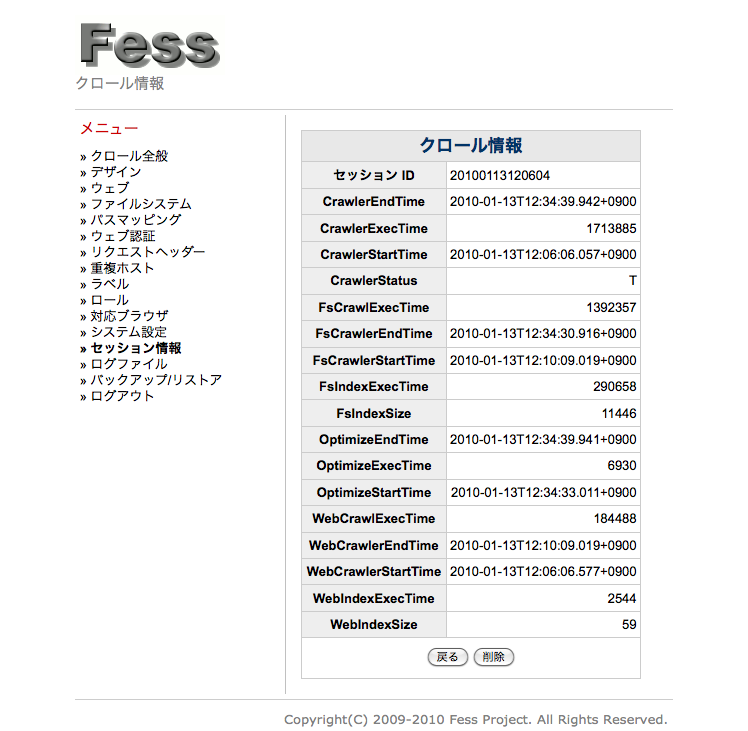 Fess
クロール情報
メニュー
» クロール全般
» デザイン
» ウェブ
» ファイルシステム
» パスマッピング
» ウェブ認証
» リクエストヘッダー
» 重複ホスト
» ラベル
» ロール
» 対応ブラウザ
» システム設定
» セッション情報
» ログファイル
» バックアップ/リストア
» ログアウト
クロール情報
セッション ID 20100113120604
CrawlerEndTime 2010-01-13T12:34:39.942+0900
CrawlerExecTime 1713885
CrawlerStartTime 2010-01-13T12:06:06.057+0900
CrawlerStatus T
FsCrawlExecTime 1392357
FsCrawlerEndTime 2010-01-13T12:34:30.916+0900
FsCrawlerStartTime 2010-01-13T12:10:09.019+0900
FsIndexExecTime 290658
FsIndexSize 11446
OptimizeEndTime 2010-01-13T12:34:39.941+0900
OptimizeExecTime 6930
OptimizeStartTime 2010-01-13T12:34:33.011+0900
WebCrawlExecTime 184488
WebCrawlerEndTime 2010-01-13T12:10:09.019+0900
WebCrawlerStartTime 2010-01-13T12:06:06.577+0900
WebIndexExecTime 2544
WebIndexSize 59
戻る 削除
Copyright(C) 2009-2010 Fess Project. All Rights Reserved.